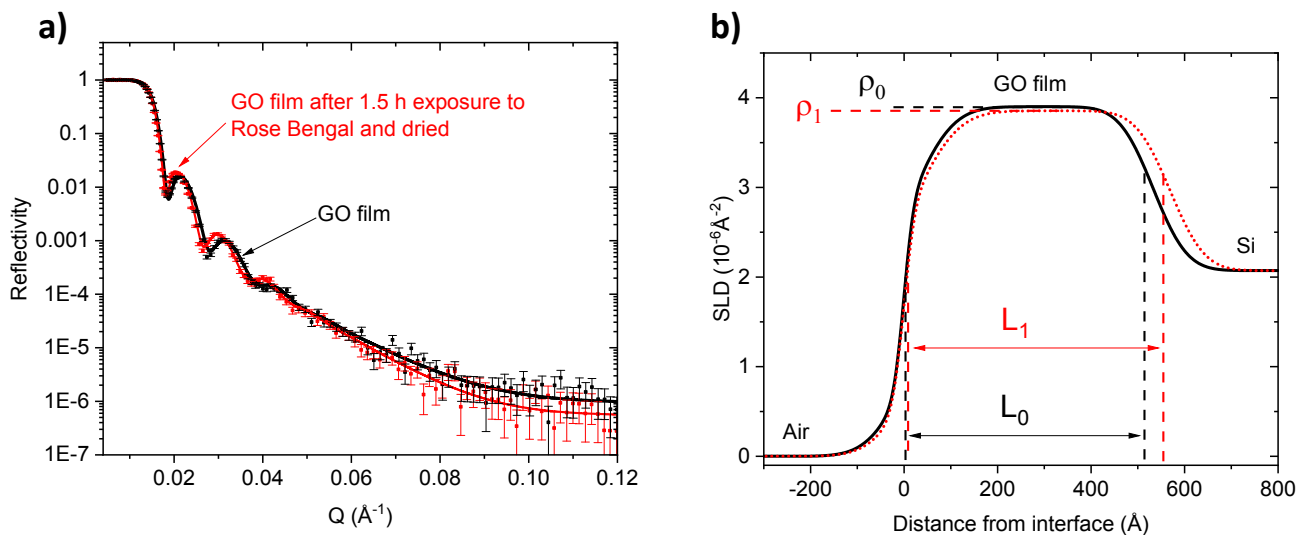 a)
Reflectivity
1
0.1
0.01
0.001
1E-4
1E-5
1E-6
1E-7
GO film after 1.5 h exposure to
Rose Bengal and dried
GO film
0.02
0.04
0.06
0.08
0.10
0.12
Q (Å⁻¹)
b)
SLD (10⁻⁶Å⁻²)
4
3
2
1
0
ρ₀
ρ₁
GO film
Si
L₁
L₀
Air
-200
0
200
400
600
800
Distance from interface (Å)